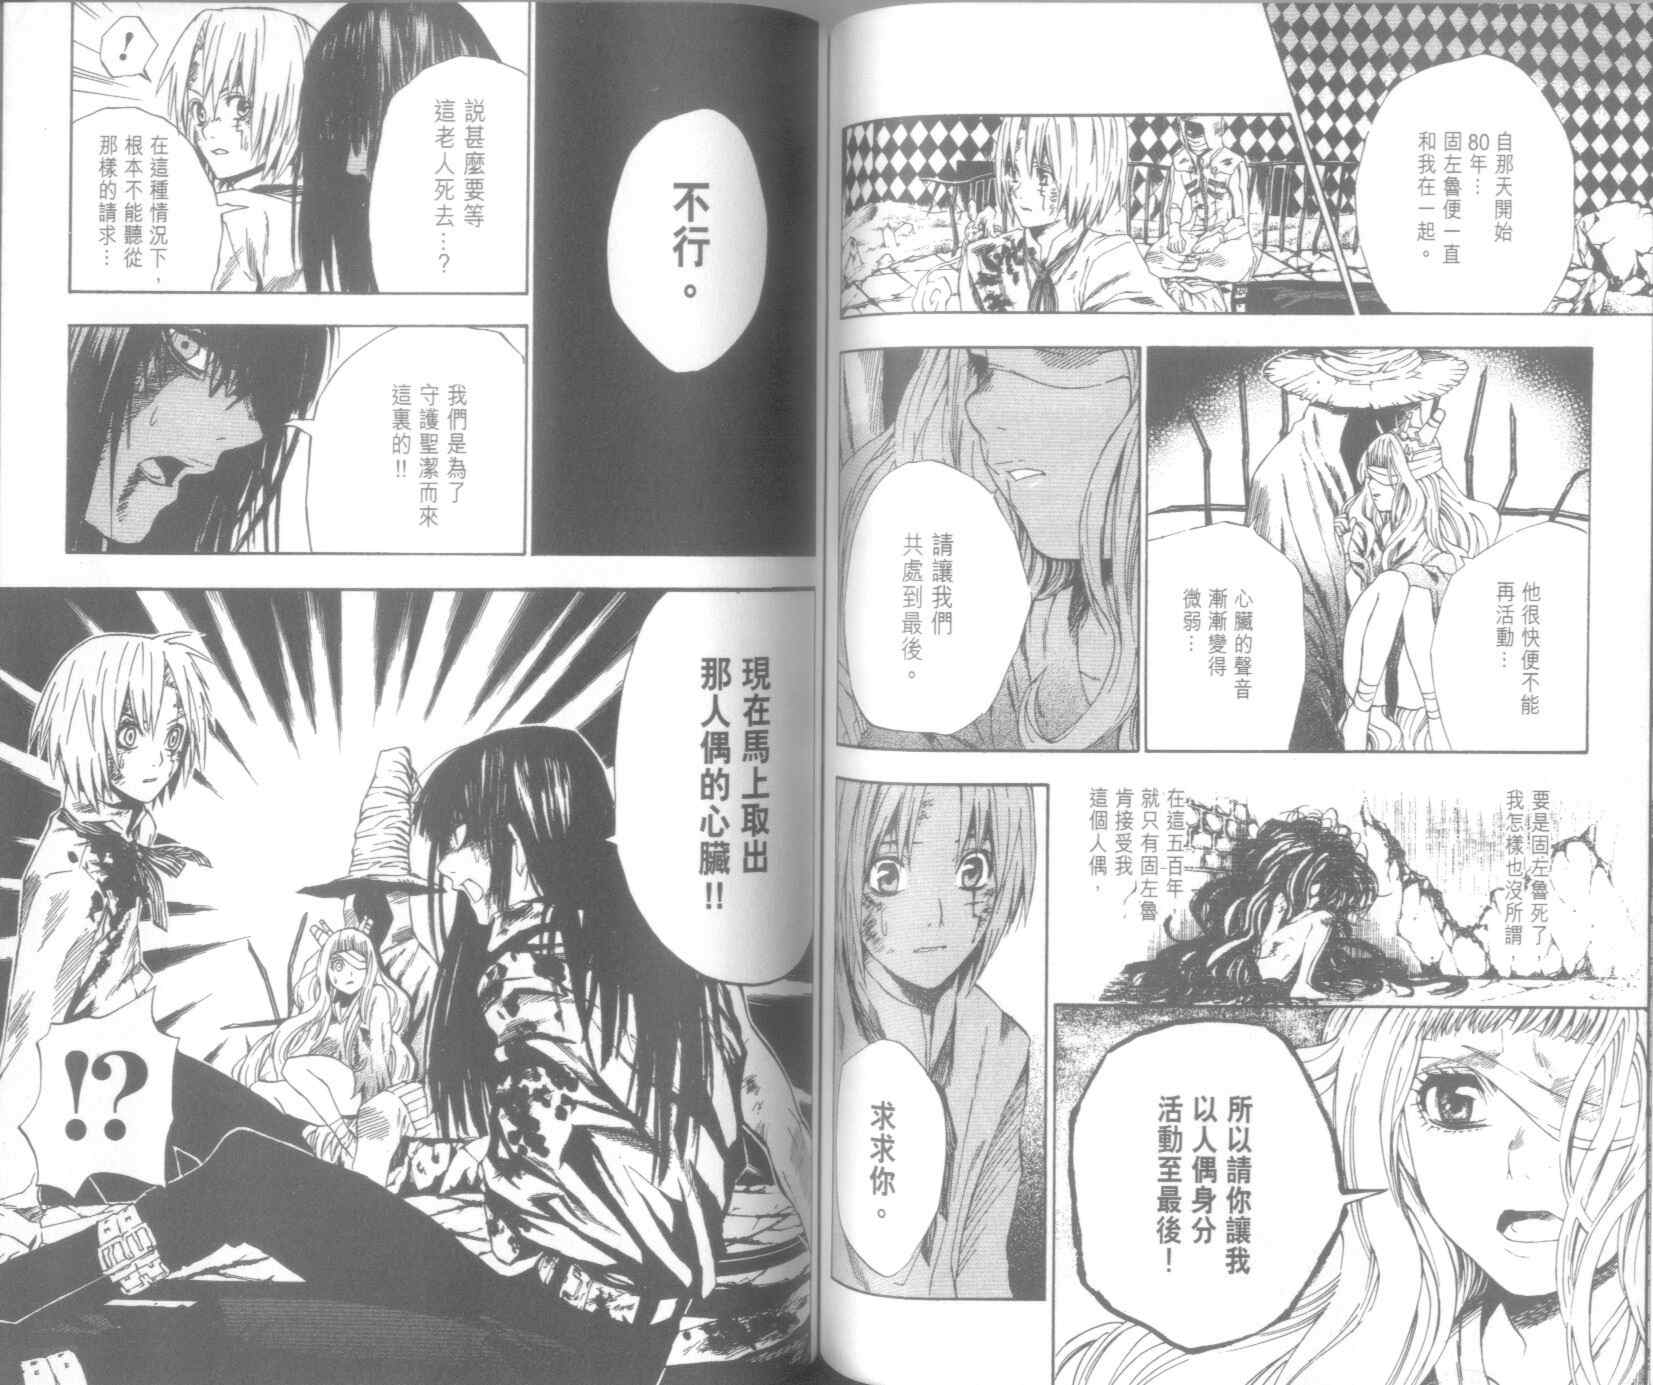 自那天開始
80年…
固左魯便一直
和我在一起。
他很快便不能
再活動…
心臟的聲音
漸漸變得
微弱…
請讓我們
共處到最後。
要是固左魯死了
我怎樣也沒所謂…
在這五百年
就只有固左魯
肯接受我
這個人偶，
所以請你讓我
以人偶身分
活動至最後！
求求你。
不行。
説甚麼要等
這老人死去…?
！
在這種情況下，
根本不能聽從
那樣的請求…
我們是為了
守護聖潔而來
這裏的!!
現在馬上取出
那人偶的心臟!!
!?